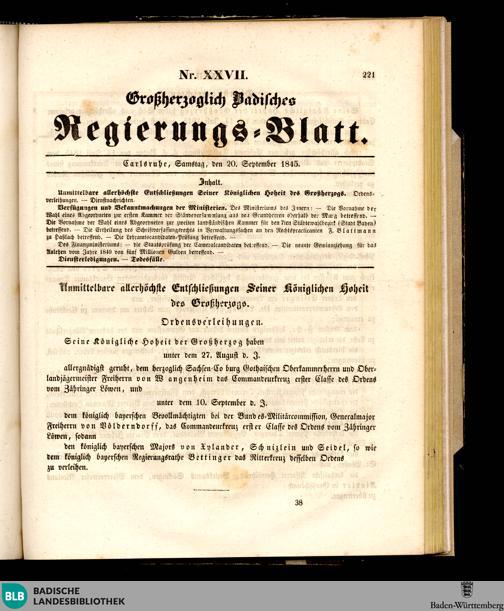 Nr. XXVII.
221
Großherzoglich Badisches
Regierungs-Blatt.
Carlsruhe, Samstag, den 20. September 1845.
Inhalt.
Unmittelbare allerhöchste Entschließungen Seiner Königlichen Hoheit des Großherzogs. Ordens-
verleihungen. — Dienstnachrichten.
Verfügungen und Bekanntmachungen der Ministerien. Des Ministeriums des Innern: — Die Vornahme der
Wahl eines Abgeordneten zur ersten Kammer der Ständeversammlung aus des Grundherren oberhalb der Murg betreffend. —
Die Vornahme der Wahl eines Abgeordneten zur zweiten landständischen Kammer für den Städtewahlbezirk (Stadt Baden)
betreffend. — Die Ertheilung des Schriftverfassungsrechts in Verwaltungssachen an den Rechtspracticanten F. Blattmann
zu Haßlach betreffend. — Die Scribentencandidaten-Prüfung betreffend. —
Des Finanzministeriums: — die Staatsprüfung der Cameralcandidaten betreffend. — Die neunte Gewinnziehung für das
Anlehen vom Jahre 1840 von fünf Millionen Gulden betreffend. —
Diensterledigungen. — Todesfälle.
Unmittelbare allerhöchste Entschließungen Seiner Königlichen Hoheit
des Großherzogs.
Ordensverleihungen.
Seine Königliche Hoheit der Großherzog haben
unter dem 27. August d. J.
allergnädigst geruht, dem herzoglich Sachsen-Coburg Gothaischen Oberkammerherrn und Ober-
landjägermeister Freiherrn von Wangenheim das Commandeurkreuz erster Classe des Ordens
vom Zähringer Löwen, und
unter dem 10. September d. J.
dem königlich bayerschen Bevollmächtigten bei der Bundes-Militärcommission, Generalmajor
Freiherrn von Völderndorff, das Commandeurkreuz erster Classe des Ordens vom Zähringer
Löwen, sodann
den königlich bayerschen Majors von Xylander, Schnizlein und Seidel, so wie
dem königlich bayerschen Regierungsrathe Bettinger das Ritterkreuz desselben Ordens
zu verleihen.
38
BLB
BADISCHE
LANDESBIBLIOTHEK
Baden-Württemberg